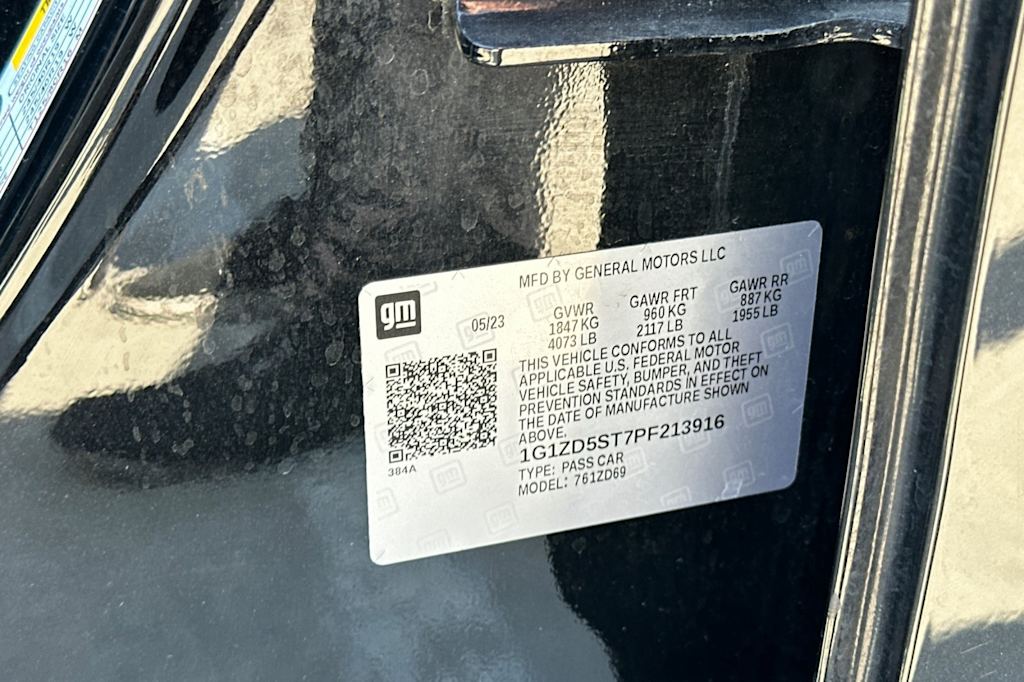 gm
MFD BY GENERAL MOTORS LLC
05/23
GVWR GAWR FRT GAWR RR
1847 KG 960 KG 887 KG
4073 LB 2117 LB 1955 LB
THIS VEHICLE CONFORMS TO ALL
APPLICABLE U.S. FEDERAL MOTOR
VEHICLE SAFETY, BUMPER, AND THEFT
PREVENTION STANDARDS IN EFFECT ON
THE DATE OF MANUFACTURE SHOWN
ABOVE.
1G1ZD5ST7PF213916
384A
TYPE: PASS CAR
MODEL: 761ZD69